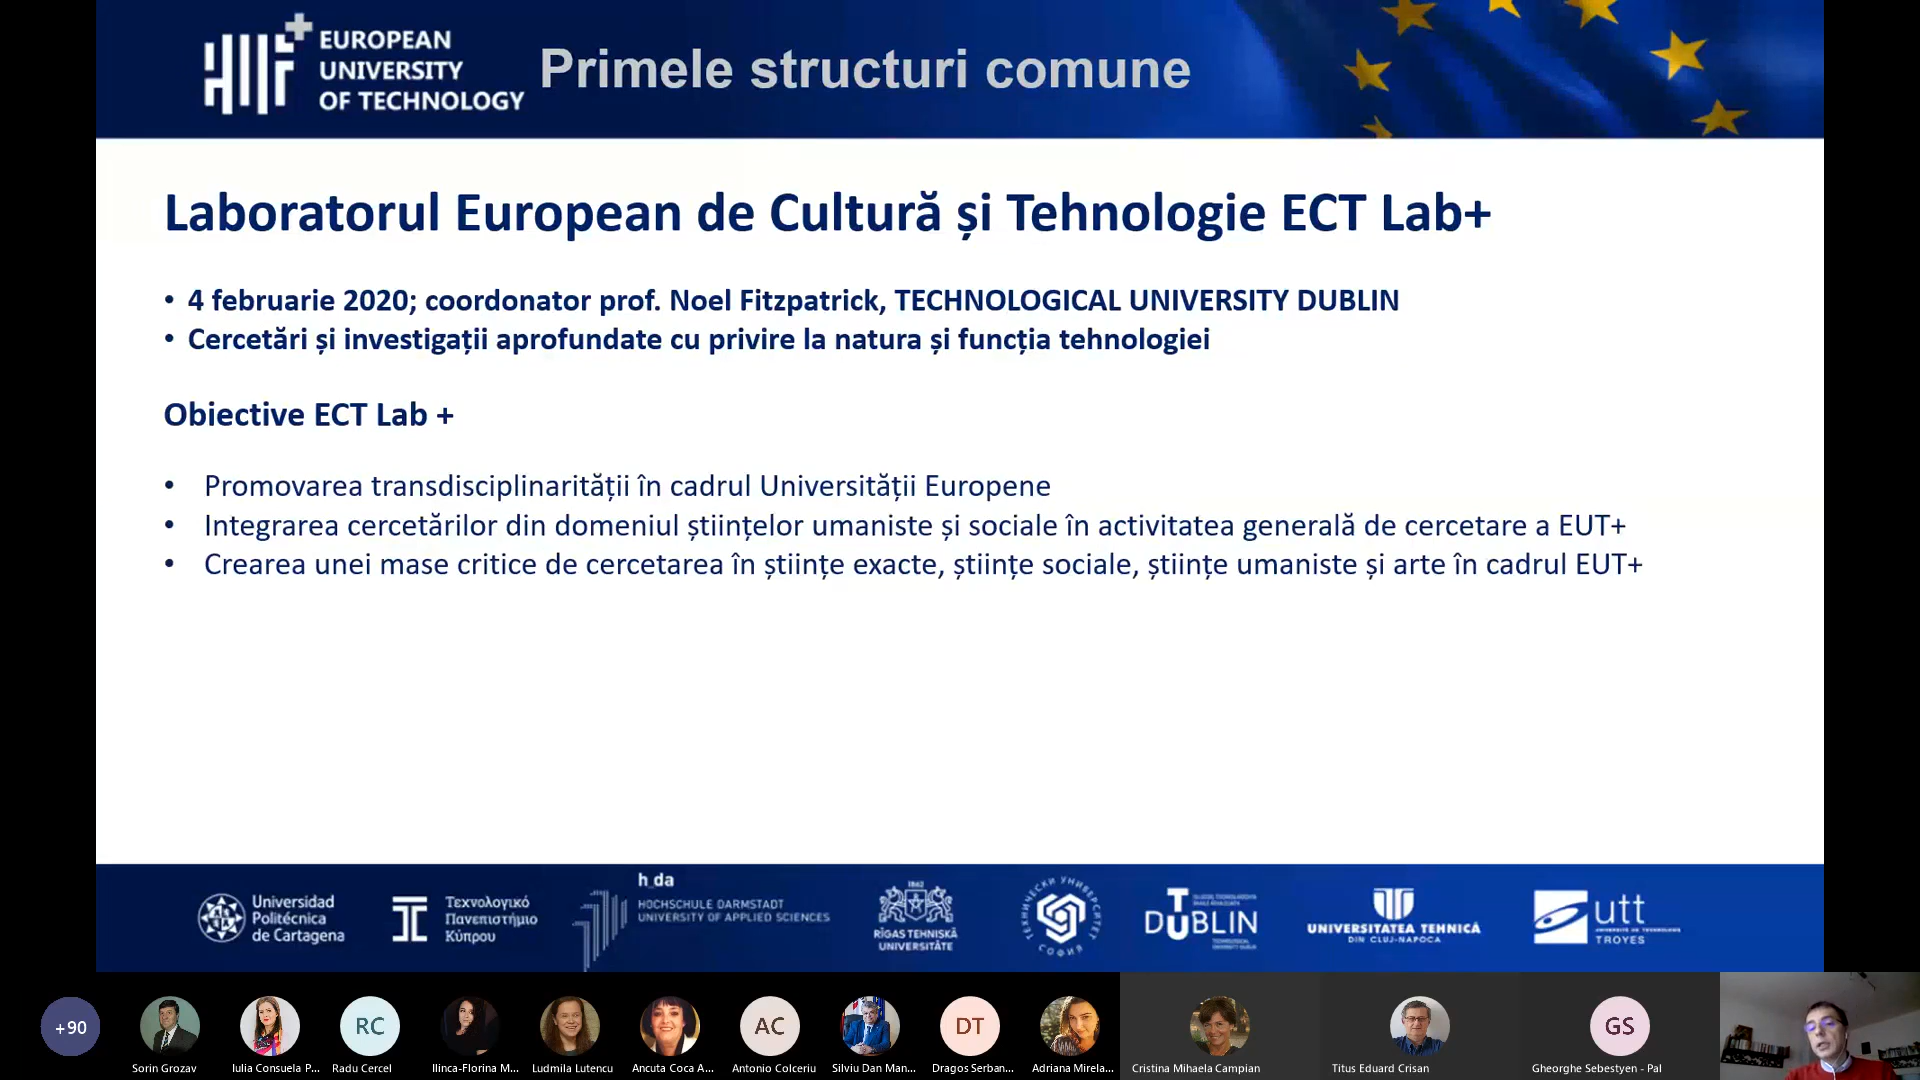 EUROPEAN
UNIVERSITY
OF TECHNOLOGY
Primele structuri comune
Laboratorul European de Cultură și Tehnologie ECT Lab+
• 4 februarie 2020; coordonator prof. Noel Fitzpatrick, TECHNOLOGICAL UNIVERSITY DUBLIN
• Cercetări și investigații aprofundate cu privire la natura și funcția tehnologiei
Obiective ECT Lab +
• Promovarea transdisciplinarității în cadrul Universității Europene
• Integrarea cercetărilor din domeniul științelor umaniste și sociale în activitatea generală de cercetare a EUT+
• Crearea unei mase critice de cercetarea în științe exacte, științe sociale, științe umaniste și arte în cadrul EUT+
Universidad
Politécnica
de Cartagena
Τεχνολογικό
Πανεπιστήμιο
Κύπρου
h_da
HOCHSCHULE DARMSTADT
UNIVERSITY OF APPLIED SCIENCES
1862
RĪGAS TEHNISKĀ
UNIVERSITĀTE
ТЕХНИЧЕСКИ УНИВЕРСИТЕТ
СОФИЯ
DUBLIN
UNIVERSITATEA TEHNICĂ
DIN CLUJ-NAPOCA
utt
UNIVERSITÉ DE TECHNOLOGIE
TROYES
+90
RC
AC
DT
GS
Sorin Grozav
Iulia Consuela P...
Radu Cercel
Ilinca-Florina M...
Ludmila Lutencu
Ancuta Coca A...
Antonio Colceriu
Silviu Dan Man...
Dragos Serban...
Adriana Mirela...
Cristina Mihaela Campian
Titus Eduard Crisan
Gheorghe Sebestyen - Pal